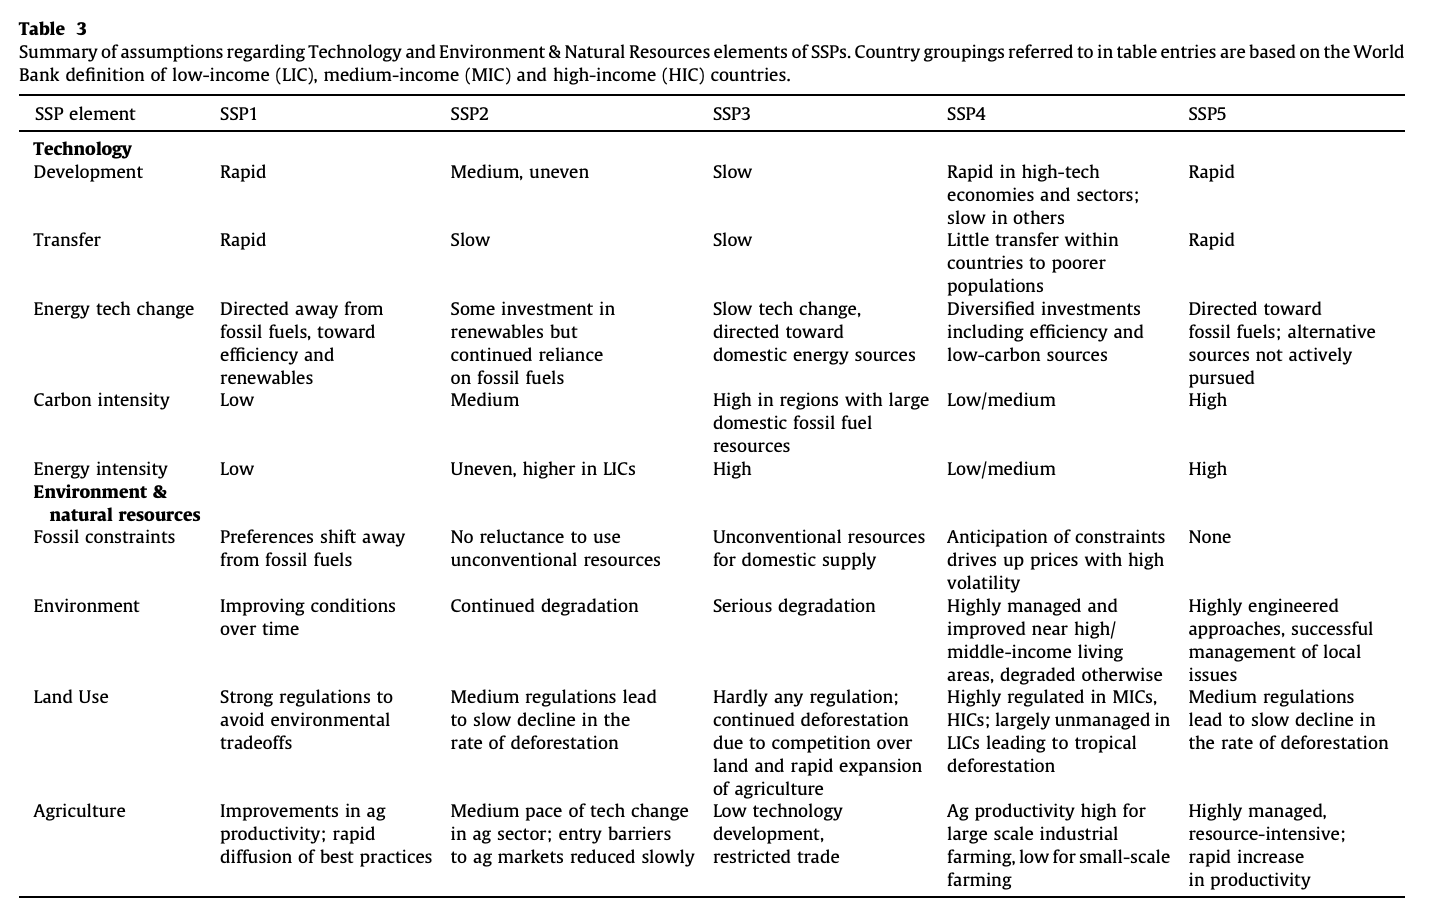 Table 3
Summary of assumptions regarding Technology and Environment & Natural Resources elements of SSPs. Country groupings referred to in table entries are based on the World
Bank definition of low-income (LIC), medium-income (MIC) and high-income (HIC) countries.
SSP element SSP1 SSP2 SSP3 SSP4 SSP5
Technology
Development Rapid Medium, uneven Slow Rapid in high-tech Rapid
economies and sectors;
slow in others
Transfer Rapid Slow Slow Little transfer within Rapid
countries to poorer
populations
Energy tech change Directed away from Some investment in Slow tech change, Diversified investments Directed toward
fossil fuels, toward renewables but directed toward including efficiency and fossil fuels; alternative
efficiency and continued reliance domestic energy sources low-carbon sources sources not actively
renewables on fossil fuels pursued
Carbon intensity Low Medium High in regions with large Low/medium High
domestic fossil fuel
resources
Energy intensity Low Uneven, higher in LICs High Low/medium High
Environment &
natural resources
Fossil constraints Preferences shift away No reluctance to use Unconventional resources Anticipation of constraints None
from fossil fuels unconventional resources for domestic supply drives up prices with high
volatility
Environment Improving conditions Continued degradation Serious degradation Highly managed and Highly engineered
over time improved near high/ approaches, successful
middle-income living management of local
areas, degraded otherwise issues
Land Use Strong regulations to Medium regulations lead Hardly any regulation; Highly regulated in MICs, Medium regulations
avoid environmental to slow decline in the continued deforestation HICs; largely unmanaged in lead to slow decline in
tradeoffs rate of deforestation due to competition over LICs leading to tropical the rate of deforestation
land and rapid expansion deforestation
of agriculture
Agriculture Improvements in ag Medium pace of tech change Low technology Ag productivity high for Highly managed,
productivity; rapid in ag sector; entry barriers development, large scale industrial resource-intensive;
diffusion of best practices to ag markets reduced slowly restricted trade farming, low for small-scale rapid increase
farming in productivity